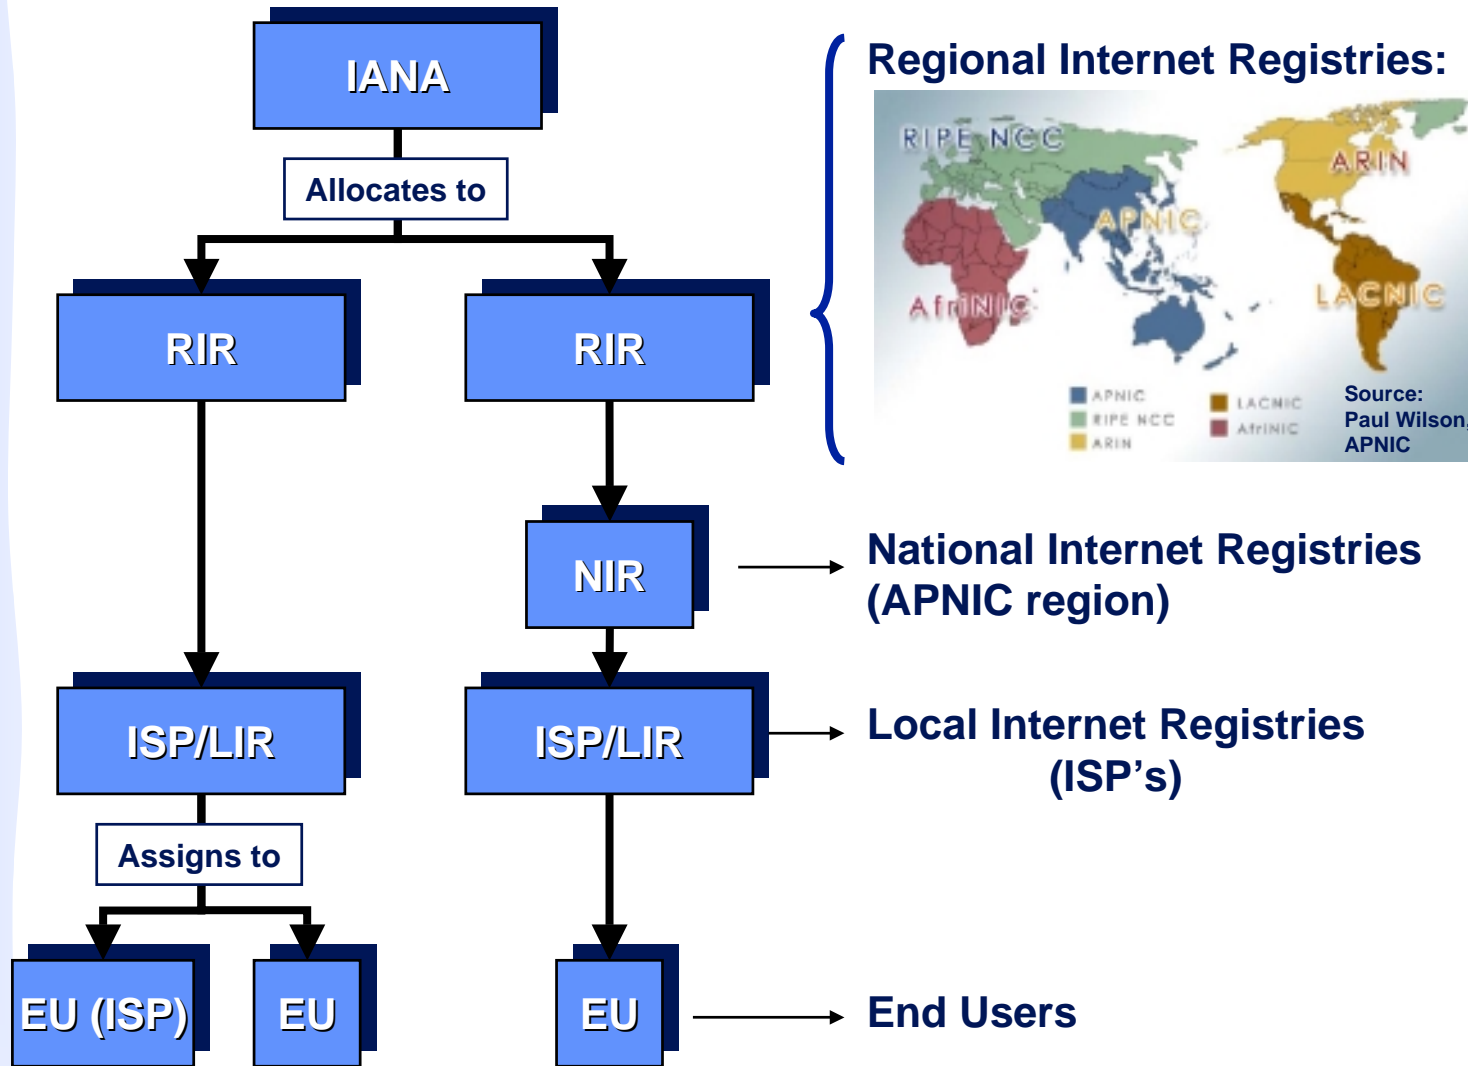 IANA
Allocates to
RIR
RIR
NIR
ISP/LIR
ISP/LIR
Assigns to
EU (ISP)
EU
EU
Regional Internet Registries:
RIPE NCC
ARIN
APNIC
AfriNIC
LACNIC
APNIC
RIPE NCC
ARIN
LACNIC
AfriNIC
Source:
Paul Wilson,
APNIC
National Internet Registries
(APNIC region)
Local Internet Registries
(ISP's)
End Users